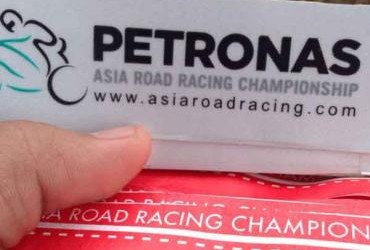 PETRONAS
ASIA ROAD RACING CHAMPIONSHIP
www.asiaroadracing.com
ROAD RACING CHAMPION